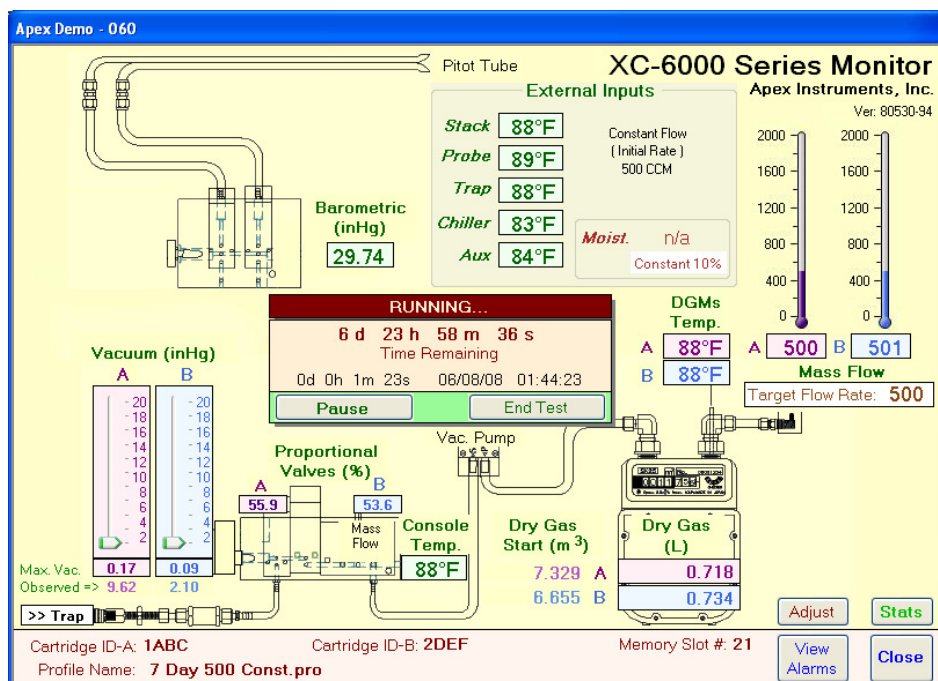 Apex Demo - O60
Pitot Tube
XC-6000 Series Monitor
Apex Instruments, Inc.
Ver: 80530-94
External Inputs
Stack 88°F
Probe 89°F
Trap 88°F
Chiller 83°F
Aux 84°F
Constant Flow
( Initial Rate )
500 CCM
Moist. n/a
Constant 10%
Barometric
(inHg)
29.74
2000 2000
1600 1600
1200 1200
800 800
400 400
0 0
A 500 B 501
Mass Flow
Target Flow Rate: 500
DGMs
Temp.
A 88°F
B 88°F
RUNNING...
6 d 23 h 58 m 36 s
Time Remaining
0d 0h 1m 23s 06/08/08 01:44:23
Pause End Test
Vacuum (inHg)
A B
20 20
18 18
16 16
14 14
12 12
10 10
8 8
6 6
4 4
2 2
Max. Vac. 0.17 0.09
Observed => 9.62 2.10
>> Trap
Proportional
Valves (%)
A B
55.9 53.6
Mass
Flow
Vac. Pump
Console
Temp.
88°F
Dry Gas
Start (m³)
7.329 A
6.655 B
Dry Gas
(L)
0.718
0.734
Adjust Stats
Cartridge ID-A: 1ABC Cartridge ID-B: 2DEF Memory Slot #: 21
Profile Name: 7 Day 500 Const.pro
View
Alarms
Close